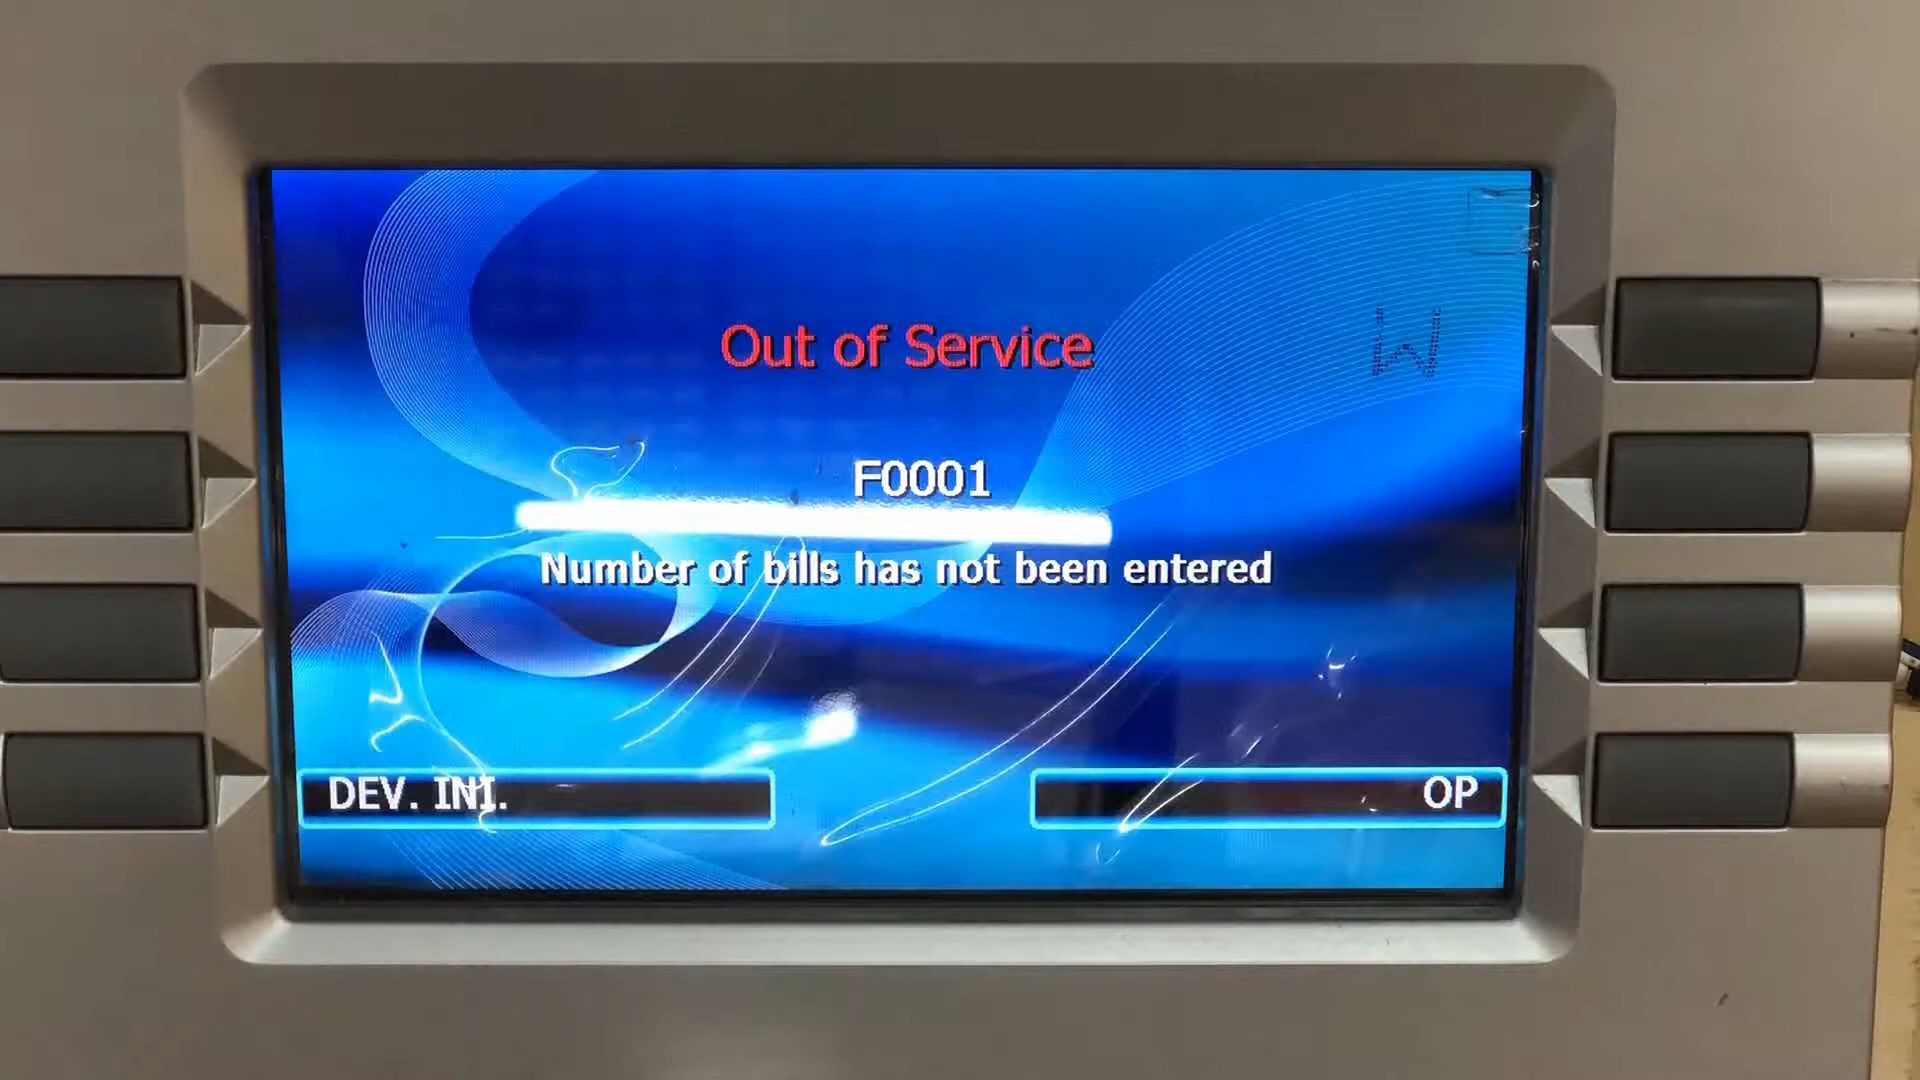 Out of Service
F0001
Number of bills has not been entered
DEV. INI.
OP